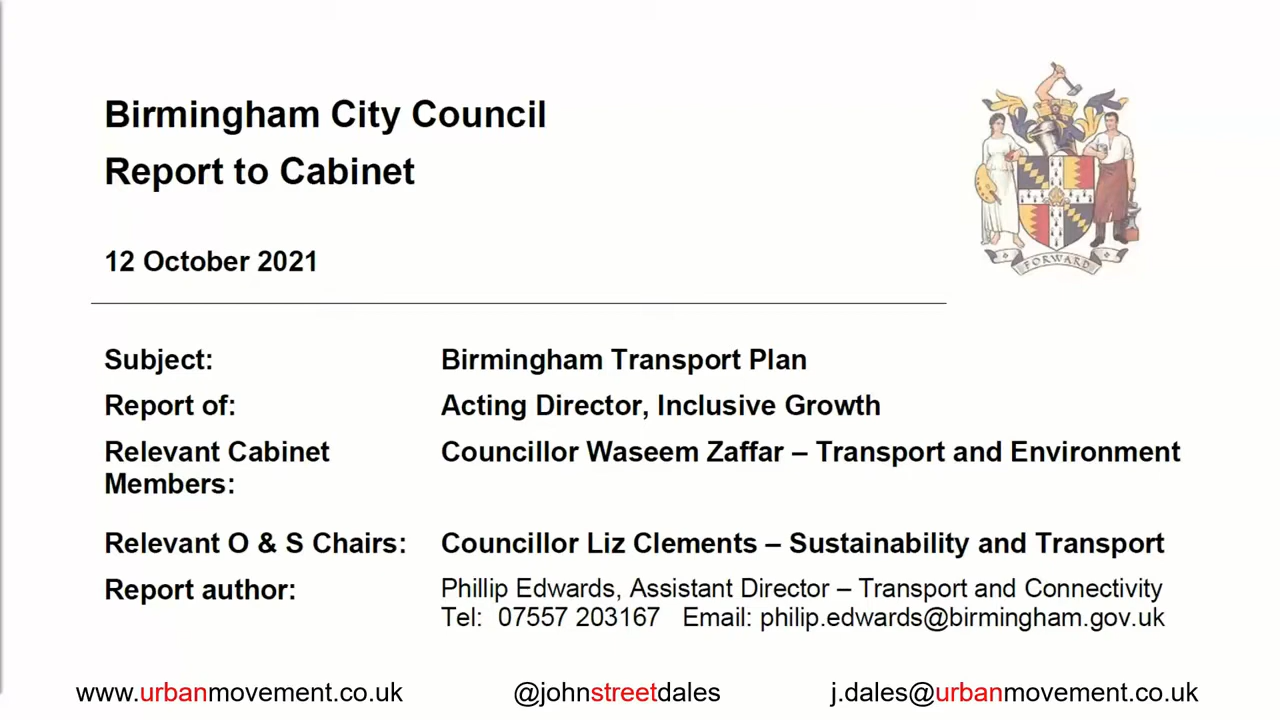 Birmingham City Council
Report to Cabinet
12 October 2021
FORWARD
Subject: Birmingham Transport Plan
Report of: Acting Director, Inclusive Growth
Relevant Cabinet Members: Councillor Waseem Zaffar – Transport and Environment
Relevant O & S Chairs: Councillor Liz Clements – Sustainability and Transport
Report author: Phillip Edwards, Assistant Director – Transport and Connectivity
Tel: 07557 203167 Email: philip.edwards@birmingham.gov.uk
www.urbanmovement.co.uk @johnstreetdales j.dales@urbanmovement.co.uk